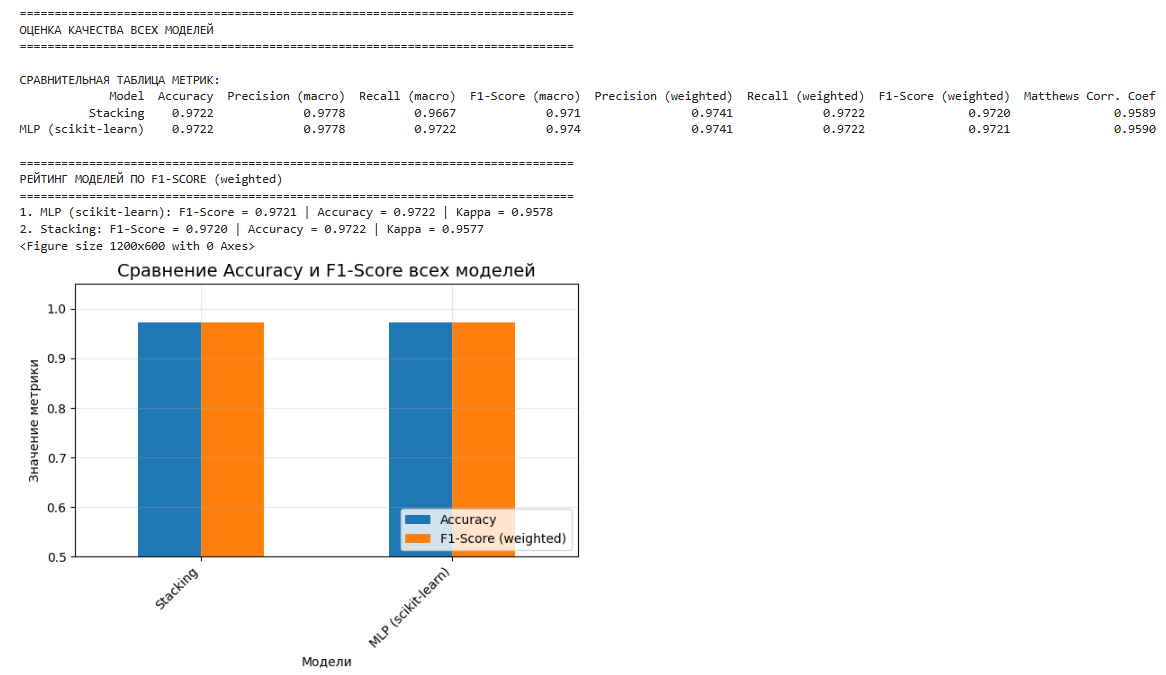 ===============================================================================
ОЦЕНКА КАЧЕСТВА ВСЕХ МОДЕЛЕЙ
===============================================================================
СРАВНИТЕЛЬНАЯ ТАБЛИЦА МЕТРИК:
Model Accuracy Precision (macro) Recall (macro) F1-Score (macro) Precision (weighted) Recall (weighted) F1-Score (weighted) Matthews Corr. Coef
Stacking 0.9722 0.9778 0.9667 0.971 0.9741 0.9722 0.9720 0.9589
MLP (scikit-learn) 0.9722 0.9778 0.9722 0.974 0.9741 0.9722 0.9721 0.9590
===============================================================================
РЕЙТИНГ МОДЕЛЕЙ ПО F1-SCORE (weighted)
===============================================================================
1. MLP (scikit-learn): F1-Score = 0.9721 | Accuracy = 0.9722 | Kappa = 0.9578
2. Stacking: F1-Score = 0.9720 | Accuracy = 0.9722 | Kappa = 0.9577
<Figure size 1200x600 with 0 Axes>
Сравнение Accuracy и F1-Score всех моделей
1.0
0.9
0.8
0.7
0.6
0.5
Значение метрики
Accuracy
F1-Score (weighted)
Stacking
MLP (scikit-learn)
Модели